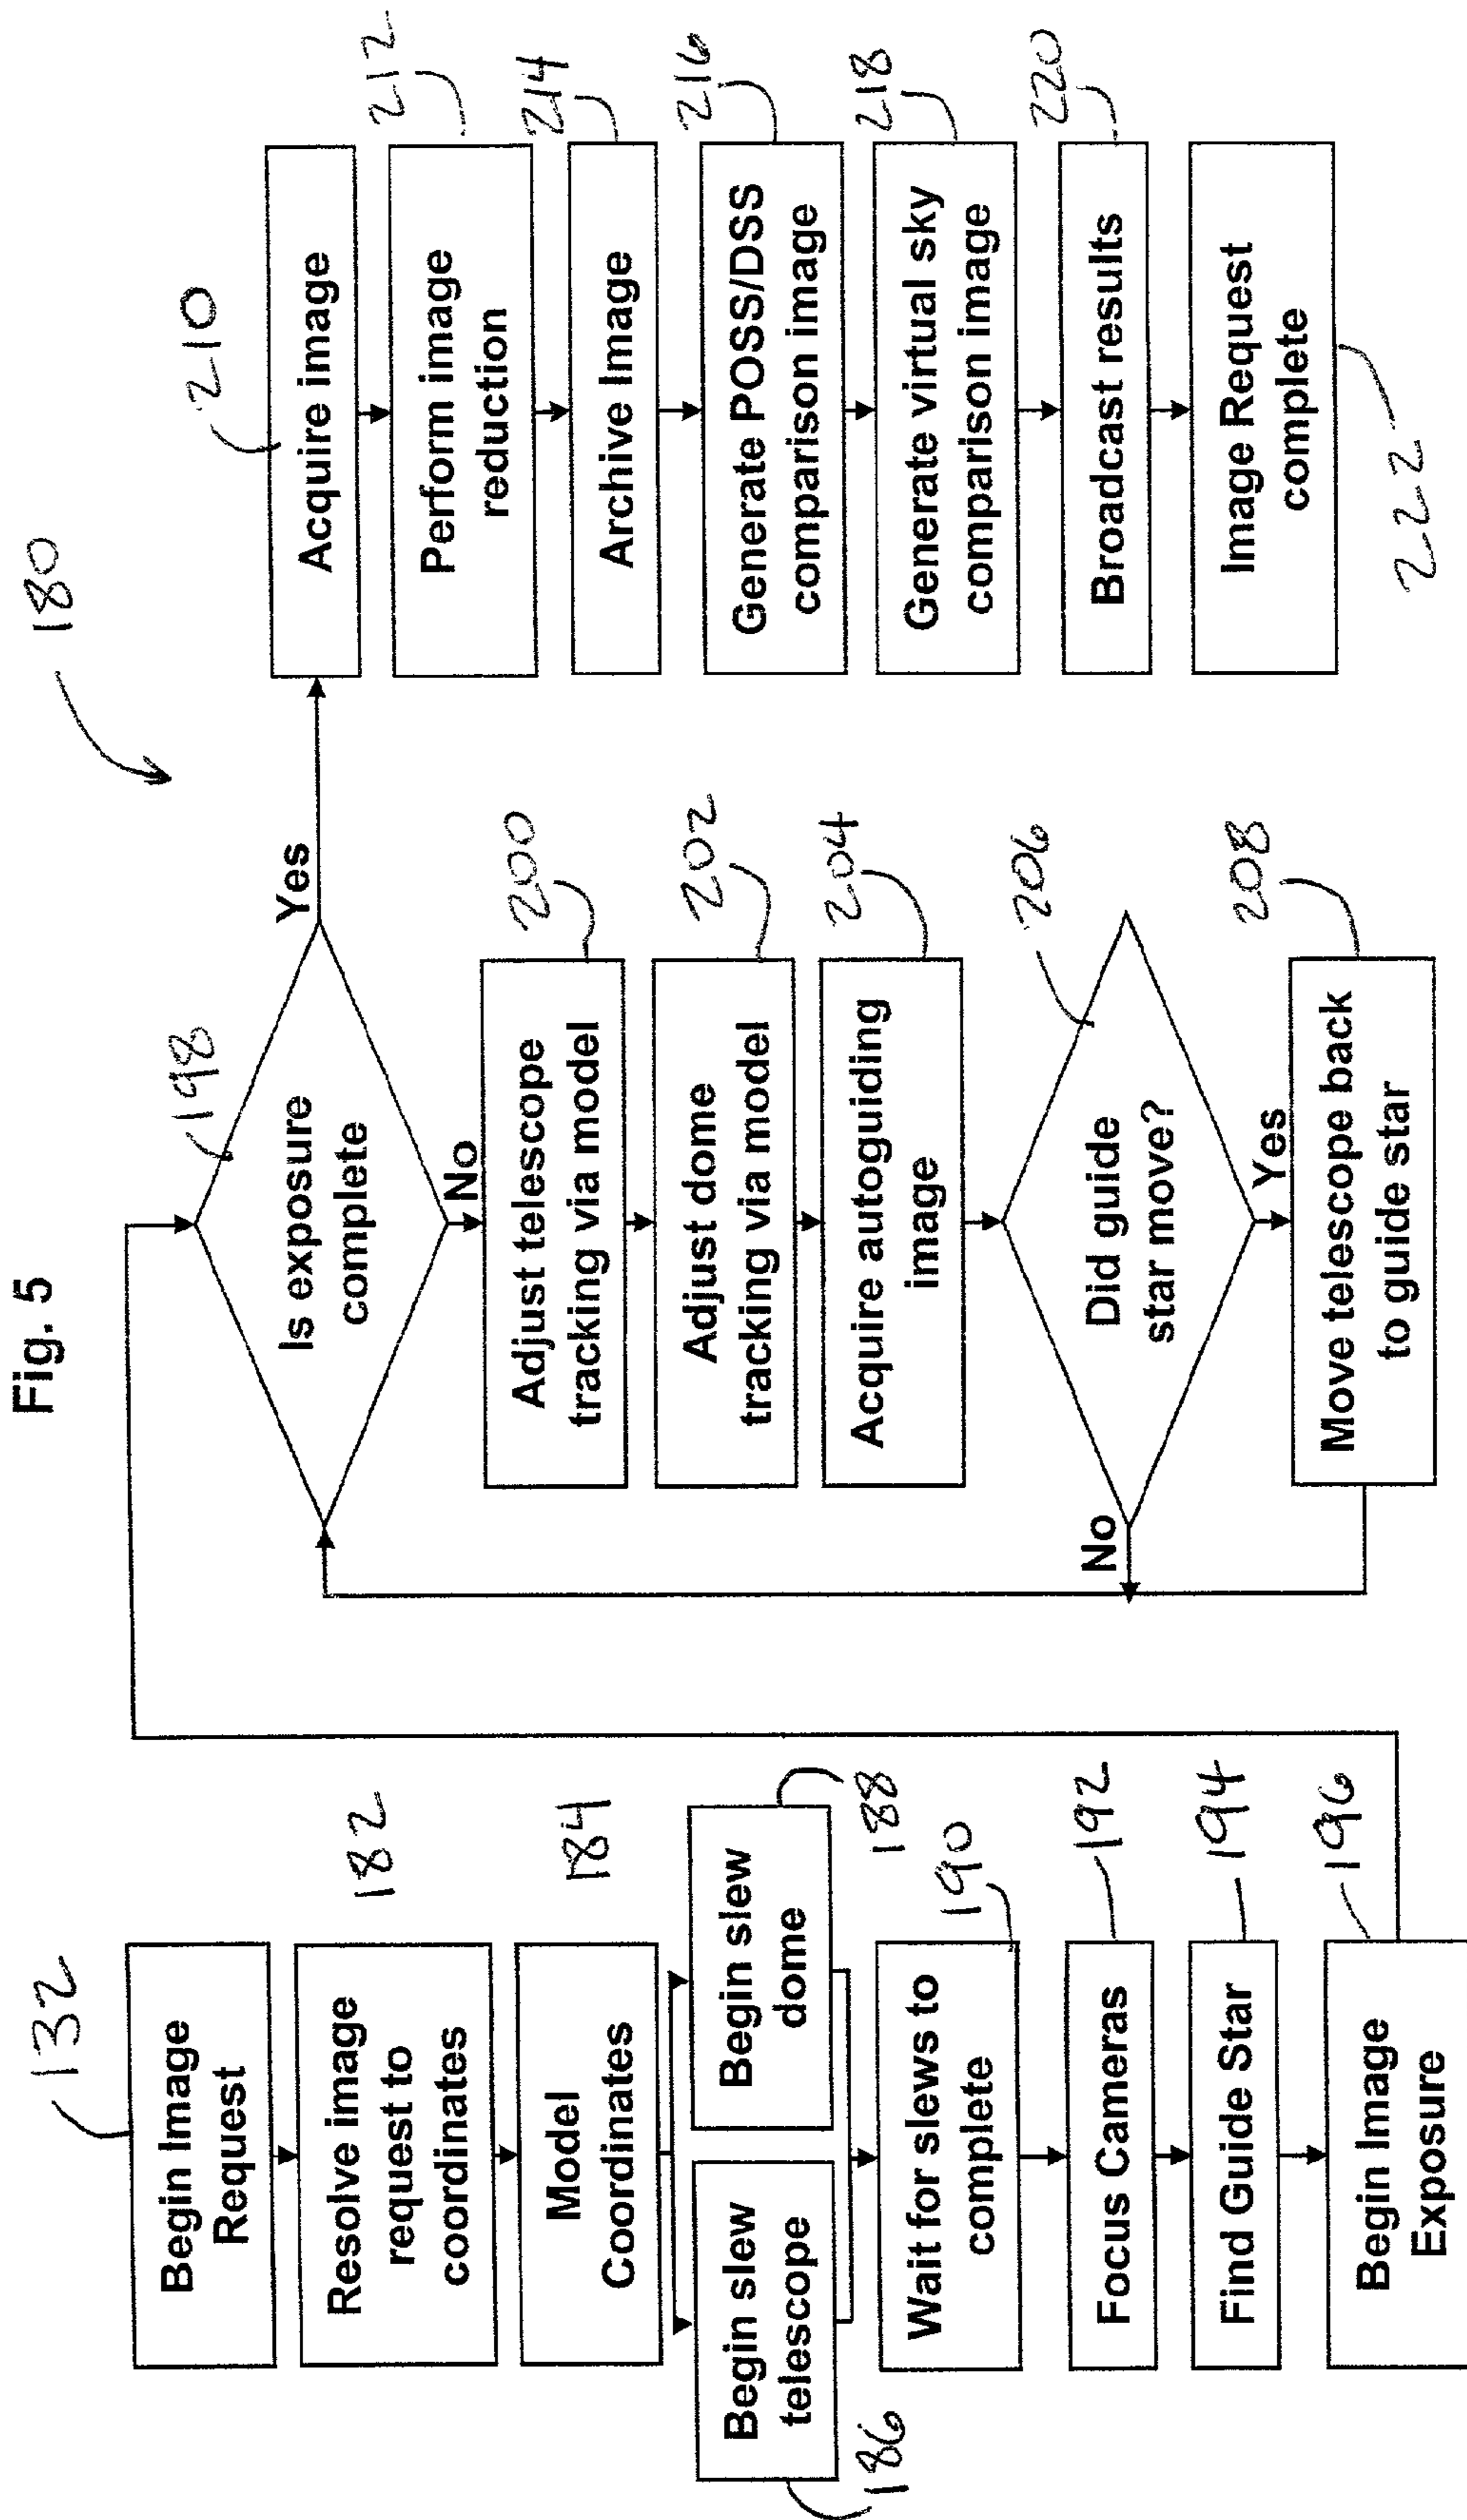 Fig. 5
180
132
Begin Image
Request
Resolve image
request to
coordinates
182
Model
Coordinates
184
Begin slew
telescope
186
Begin slew
dome
188
Wait for slews to
complete
190
Focus Cameras
192
Find Guide Star
194
Begin Image
Exposure
196
Is exposure
complete
198
Yes
No
Adjust telescope
tracking via model
200
Adjust dome
tracking via model
202
Acquire autoguiding
image
204
Did guide
star move?
206
No
Yes
Move telescope back
to guide star
208
Acquire image
210
Perform image
reduction
212
Archive Image
214
Generate POSS/DSS
comparison image
216
Generate virtual sky
comparison image
218
Broadcast results
220
Image Request
complete
222